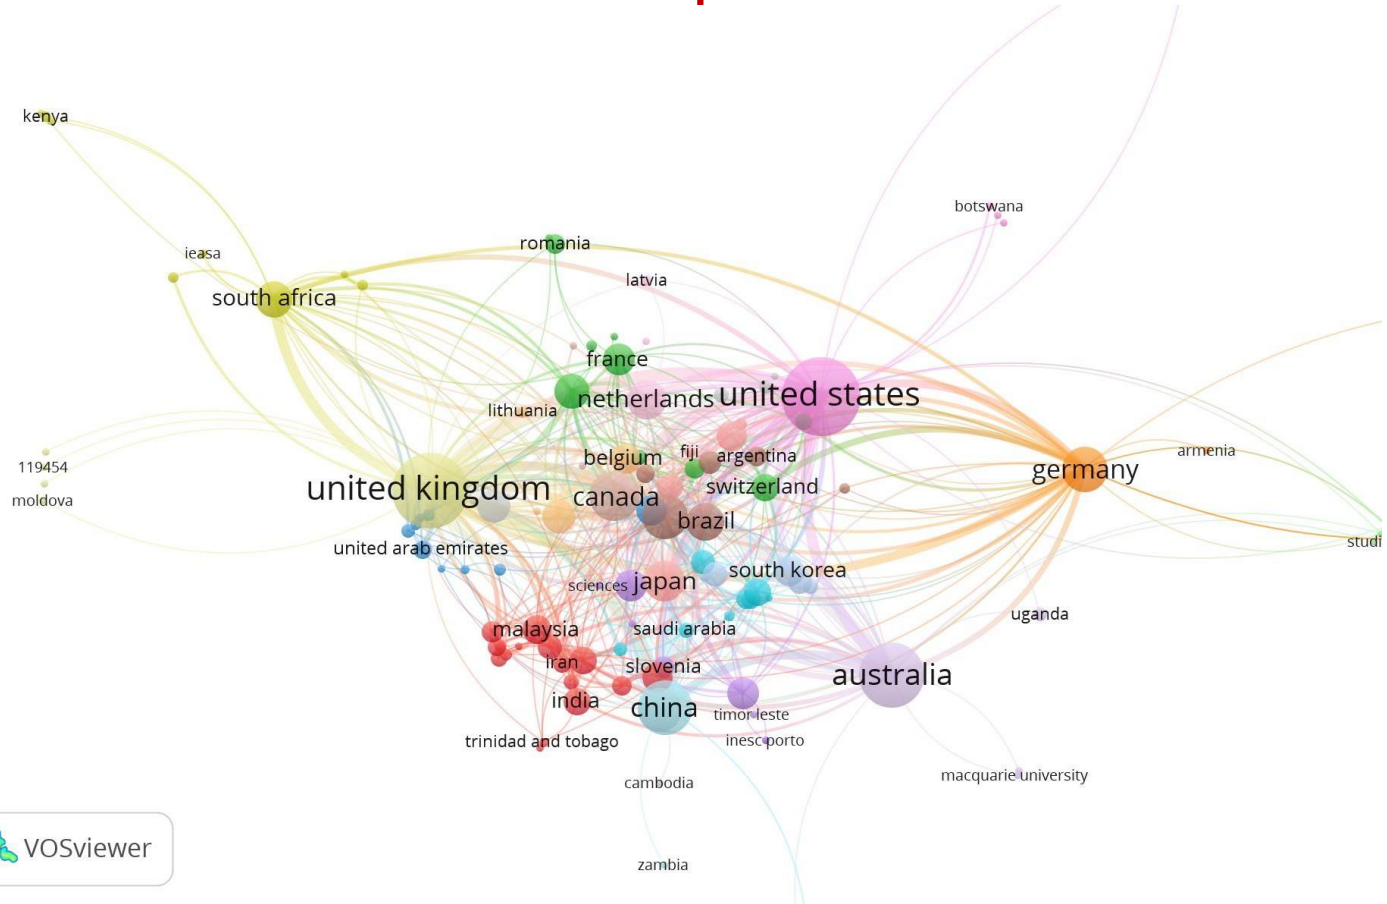 kenya
botswana
romania
ieasa
latvia
south africa
france
united states
netherlands
lithuania
fiji
argentina
armenia
belgium
germany
119454
switzerland
united kingdom
canada
moldova
brazil
studi
united arab emirates
south korea
japan
sciences
uganda
malaysia
saudi arabia
iran
slovenia
australia
india
china
timor leste
trinidad and tobago
inesc porto
macquarie university
cambodia
VOSviewer
zambia